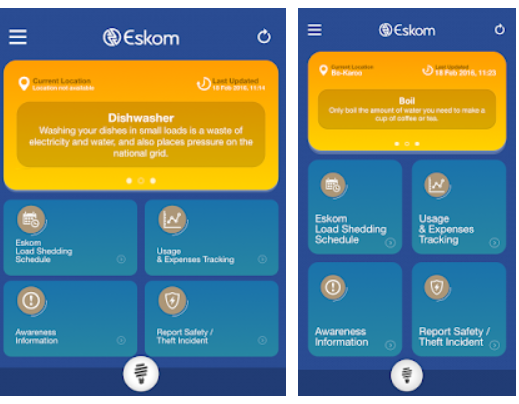 Eskom
Current Location
Location not available
Last Updated
18 Feb 2016, 11:14
Dishwasher
Washing your dishes in small loads is a waste of
electricity and water, and also places pressure on the
national grid.
Eskom
Load Shedding
Schedule
Usage
& Expenses Tracking
Awareness
Information
Report Safety /
Theft Incident
Eskom
Current Location
Bo-Karoo
Last Updated
18 Feb 2016, 11:23
Boil
Only boil the amount of water you need to make a
cup of coffee or tea.
Eskom
Load Shedding
Schedule
Usage
& Expenses
Tracking
Awareness
Information
Report Safety /
Theft Incident